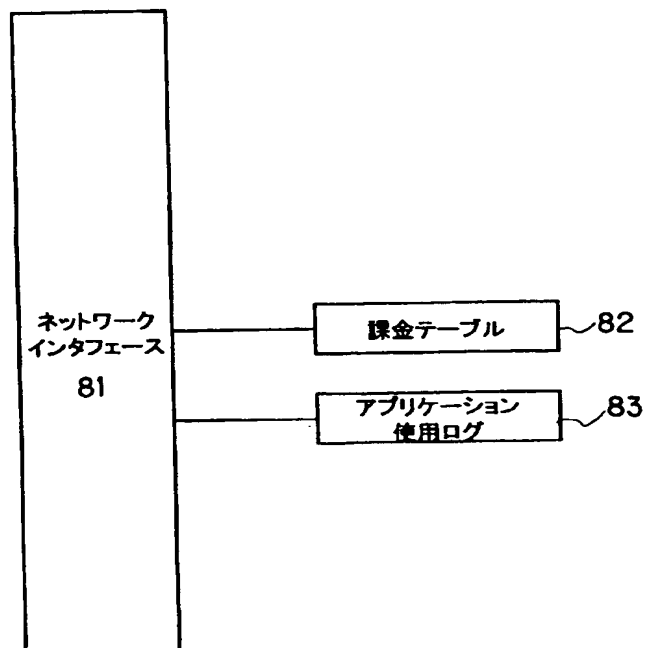 ネットワーク
インタフェース
81
課金テーブル
82
アプリケーション
使用ログ
83